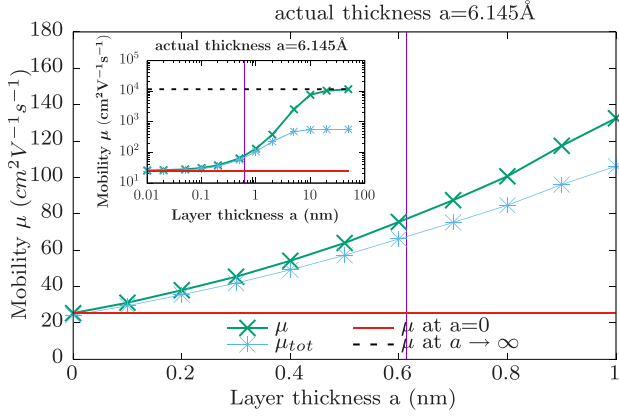 actual thickness a=6.145Å
180
160
140
120
100
80
60
40
20
0
Mobility μ (cm²V⁻¹s⁻¹)
actual thickness a=6.145Å
10⁵
10⁴
10³
10²
10¹
Mobility μ (cm²V⁻¹s⁻¹)
0.01 0.1 1 10 100
Layer thickness a (nm)
μ
μ_tot
μ at a=0
μ at a → ∞
0 0.2 0.4 0.6 0.8 1
Layer thickness a (nm)